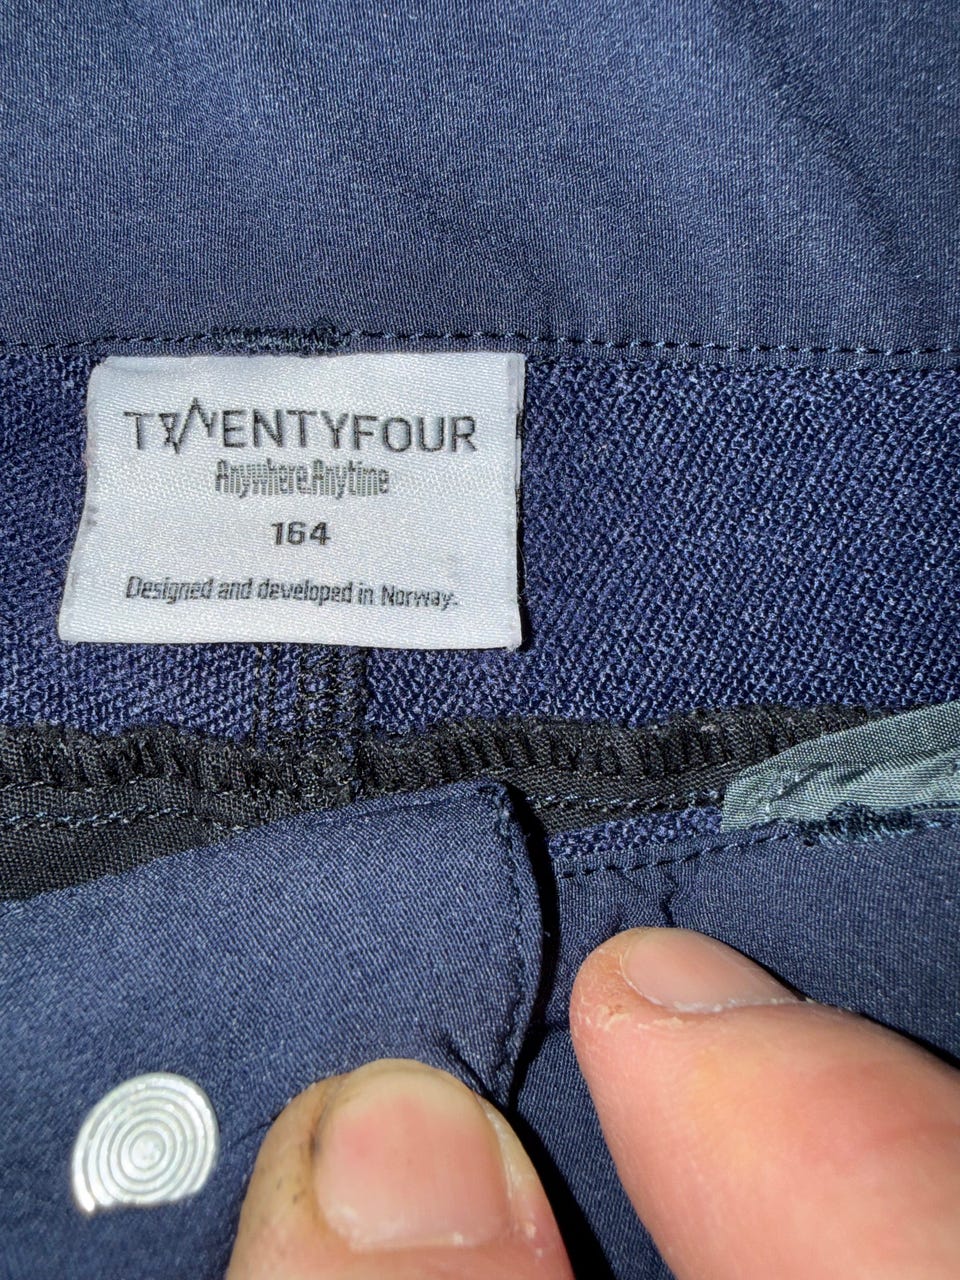 TWENTYFOUR
Anywhere.Anytime
164
Designed and developed in Norway.